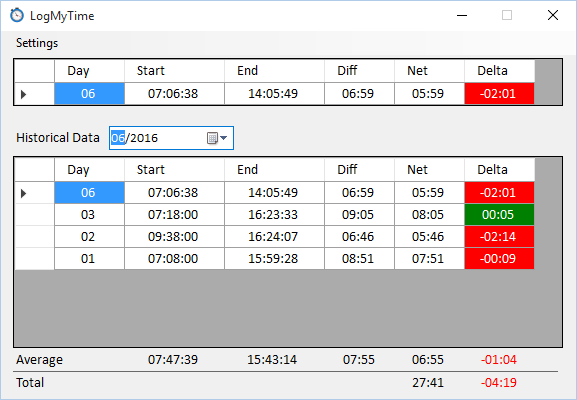 LogMyTime
Settings
Day Start End Diff Net Delta
06 07:06:38 14:05:49 06:59 05:59 -02:01
Historical Data 06/2016
Day Start End Diff Net Delta
06 07:06:38 14:05:49 06:59 05:59 -02:01
03 07:18:00 16:23:33 09:05 08:05 00:05
02 09:38:00 16:24:07 06:46 05:46 -02:14
01 07:08:00 15:59:28 08:51 07:51 -00:09
Average 07:47:39 15:43:14 07:55 06:55 -01:04
Total 27:41 -04:19